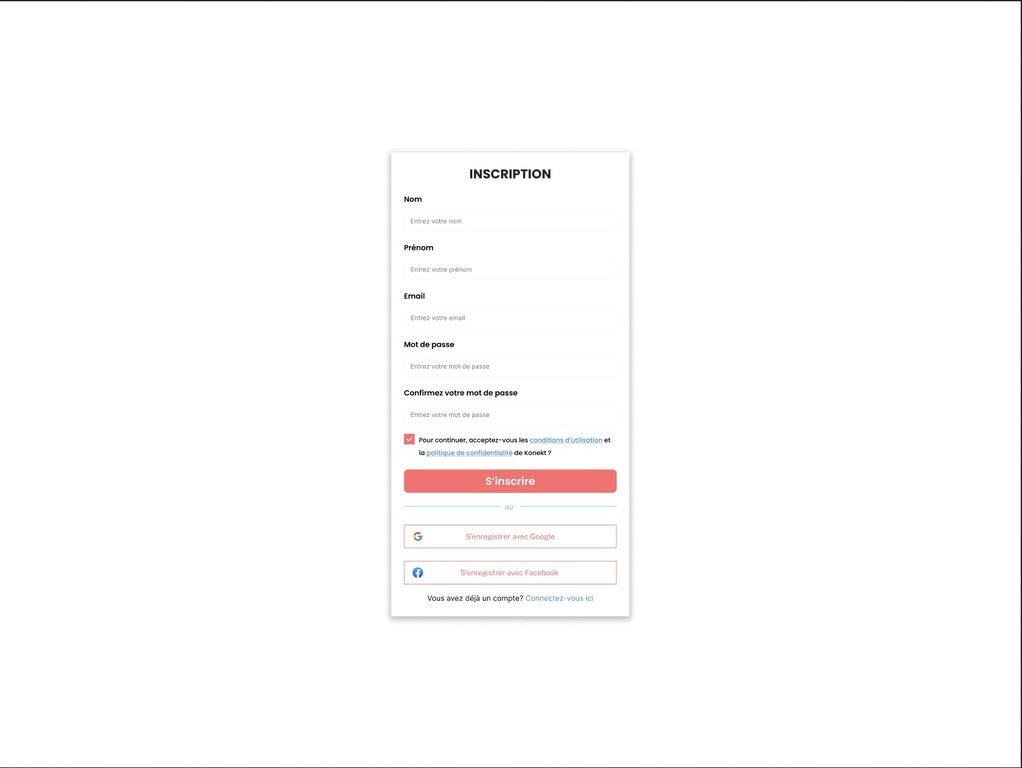 INSCRIPTION
Nom
Entrez votre nom
Prénom
Entrez votre prénom
Email
Entrez votre email
Mot de passe
Entrez votre mot de passe
Confirmez votre mot de passe
Entrez votre mot de passe
Pour continuer, acceptez-vous les conditions d'utilisation et
la politique de confidentialité de Konekt ?
S'inscrire
ou
S'enregistrer avec Google
S'enregistrer avec Facebook
Vous avez déjà un compte? Connectez-vous ici